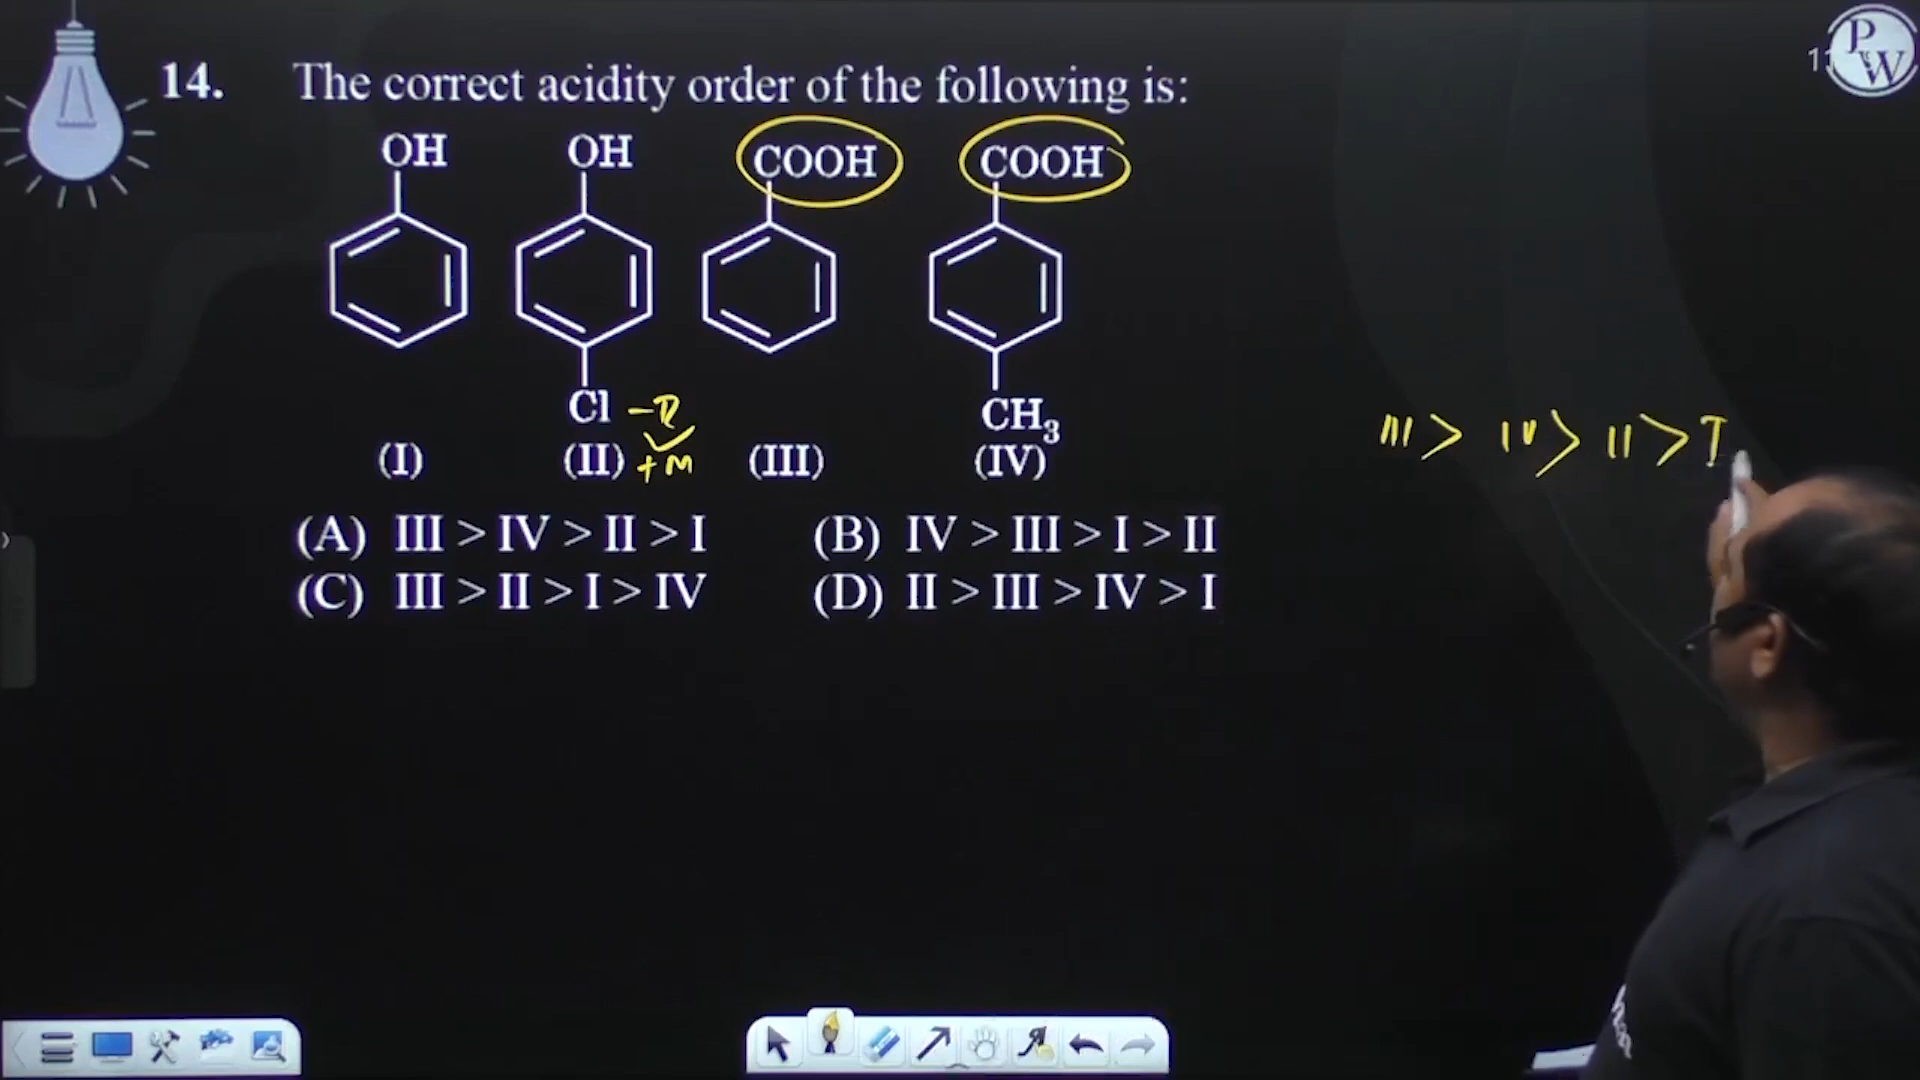 14. The correct acidity order of the following is:
OH OH COOH COOH
Cl -I CH₃
+M
(I) (II) (III) (IV)
III > IV > II > I
(A) III > IV > II > I (B) IV > III > I > II
(C) III > II > I > IV (D) II > III > IV > I
PW